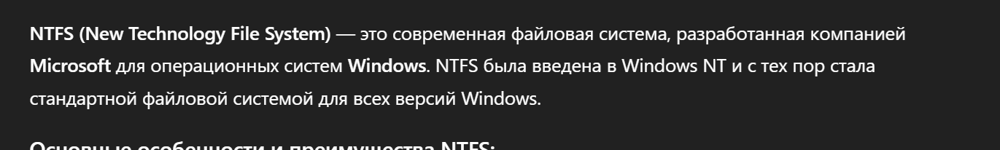 NTFS (New Technology File System) — это современная файловая система, разработанная компанией
Microsoft для операционных систем Windows. NTFS была введена в Windows NT и с тех пор стала
стандартной файловой системой для всех версий Windows.
Основные особенности и преимущества NTFS: